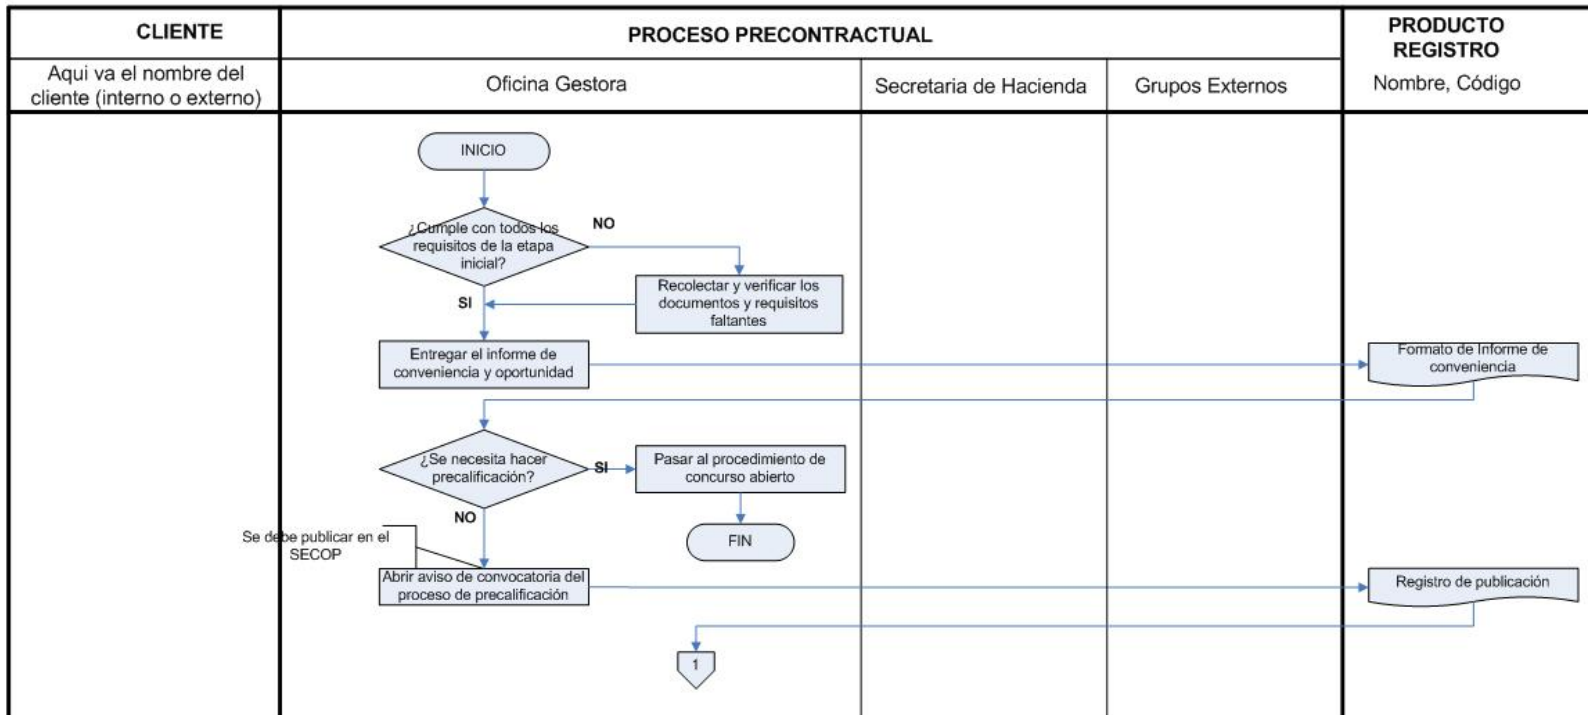 CLIENTE
PROCESO PRECONTRACTUAL
PRODUCTO
REGISTRO
Aqui va el nombre del
cliente (interno o externo)
Oficina Gestora
Secretaria de Hacienda
Grupos Externos
Nombre, Código
INICIO
¿Cumple con todos los
requisitos de la etapa
inicial?
NO
Recolectar y verificar los
documentos y requisitos
faltantes
SI
Entregar el informe de
conveniencia y oportunidad
Formato de Informe de
conveniencia
¿Se necesita hacer
precalificación?
SI
Pasar al procedimiento de
concurso abierto
NO
FIN
Se debe publicar en el
SECOP
Abrir aviso de convocatoria del
proceso de precalificación
Registro de publicación
1